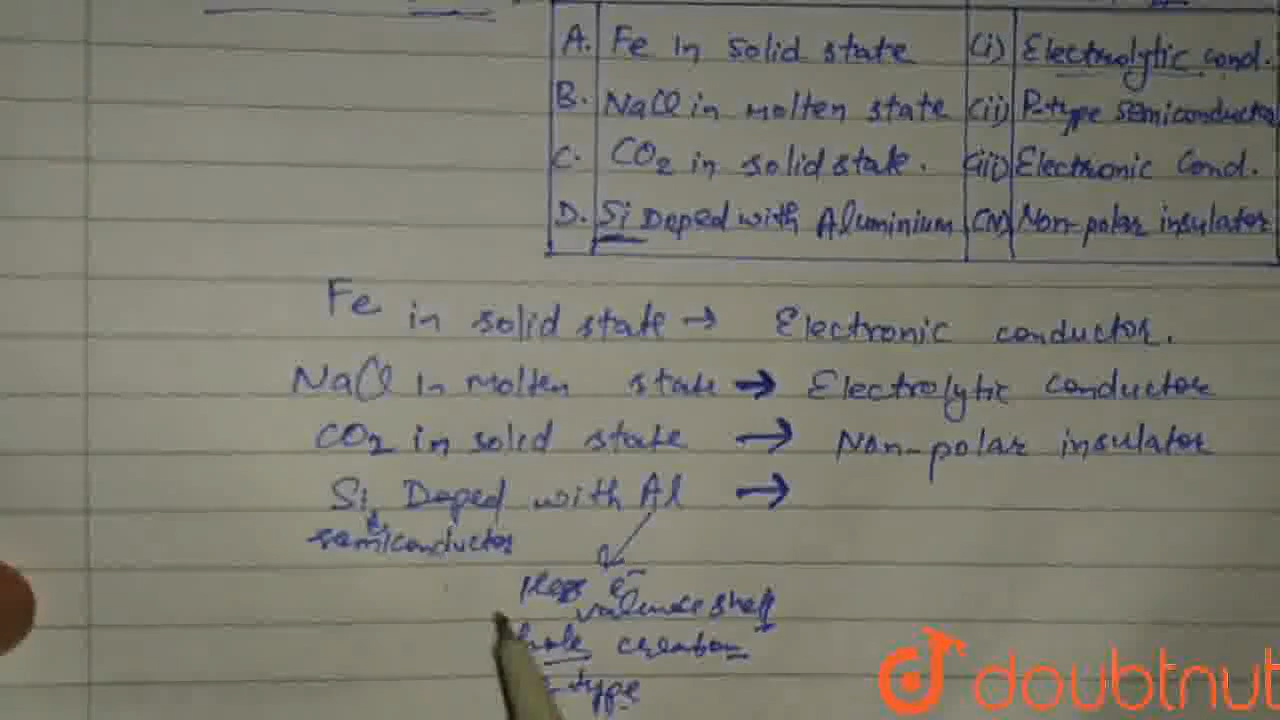 A. Fe in solid state (i) Electrolytic cond.
B. NaCl in molten state (ii) P-type semiconducto
C. CO2 in solid state. (iii) Electronic Cond.
D. Si Doped with Aluminium (iv) Non-polar insulator
Fe in solid state → Electronic conductor.
NaCl in Molten state → Electrolytic conductor
CO2 in solid state → Non-polar insulator
Si Doped with Al →
semiconductor
e- valence shell
hole creation
type
doubtnut